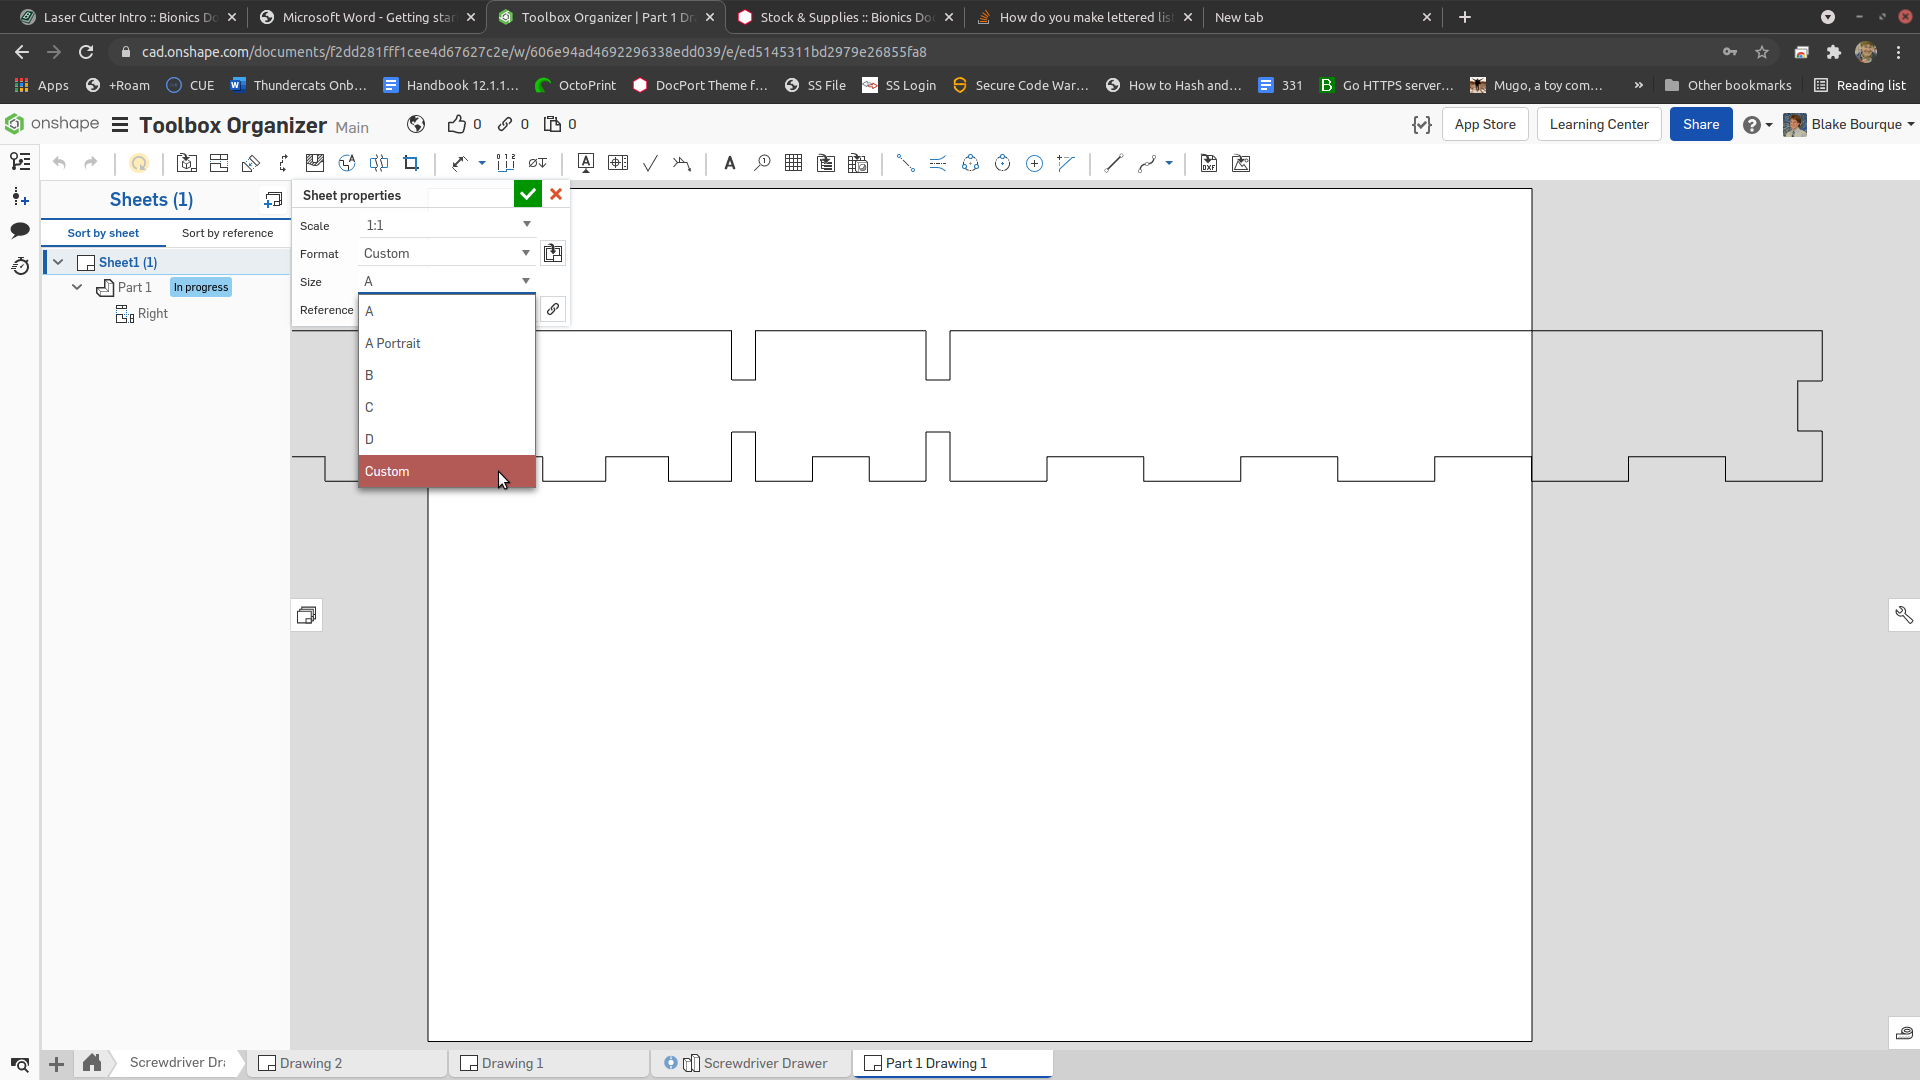 Laser Cutter Intro :: Bionics Do
Microsoft Word - Getting star
Toolbox Organizer | Part 1 Dr
Stock & Supplies :: Bionics Doc
How do you make lettered lis
New tab
cad.onshape.com/documents/f2dd281fff1cee4d67627c2e/w/606e94ad4692296338edd039/e/ed5145311bd2979e26855fa8
Apps
+Roam
CUE
Thundercats Onb...
Handbook 12.1.1...
OctoPrint
DocPort Theme f...
SS File
SS Login
Secure Code War...
How to Hash and...
331
Go HTTPS server...
Mugo, a toy com...
»
Other bookmarks
Reading list
onshape
Toolbox Organizer Main
0
0
0
App Store
Learning Center
Share
Blake Bourque
Sheets (1)
Sort by sheet
Sort by reference
Sheet1 (1)
Part 1
In progress
Right
Sheet properties
Scale
1:1
Format
Custom
Size
A
Reference
A
A Portrait
B
C
D
Custom
Screwdriver Dra
Drawing 2
Drawing 1
Screwdriver Drawer
Part 1 Drawing 1